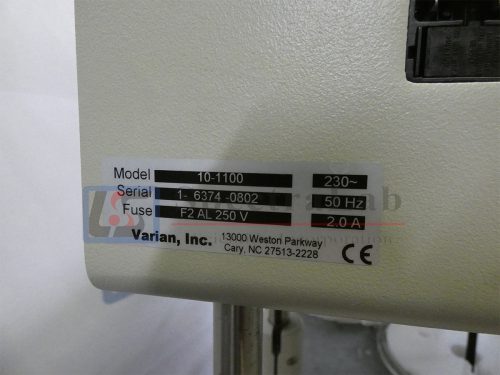 Model 10-1100 230~
Serial 1- 6374 -0802 50 Hz
Fuse F2 AL 250 V 2.0 A
Varian, Inc. 13000 Weston Parkway
Cary, NC 27513-2228 CE